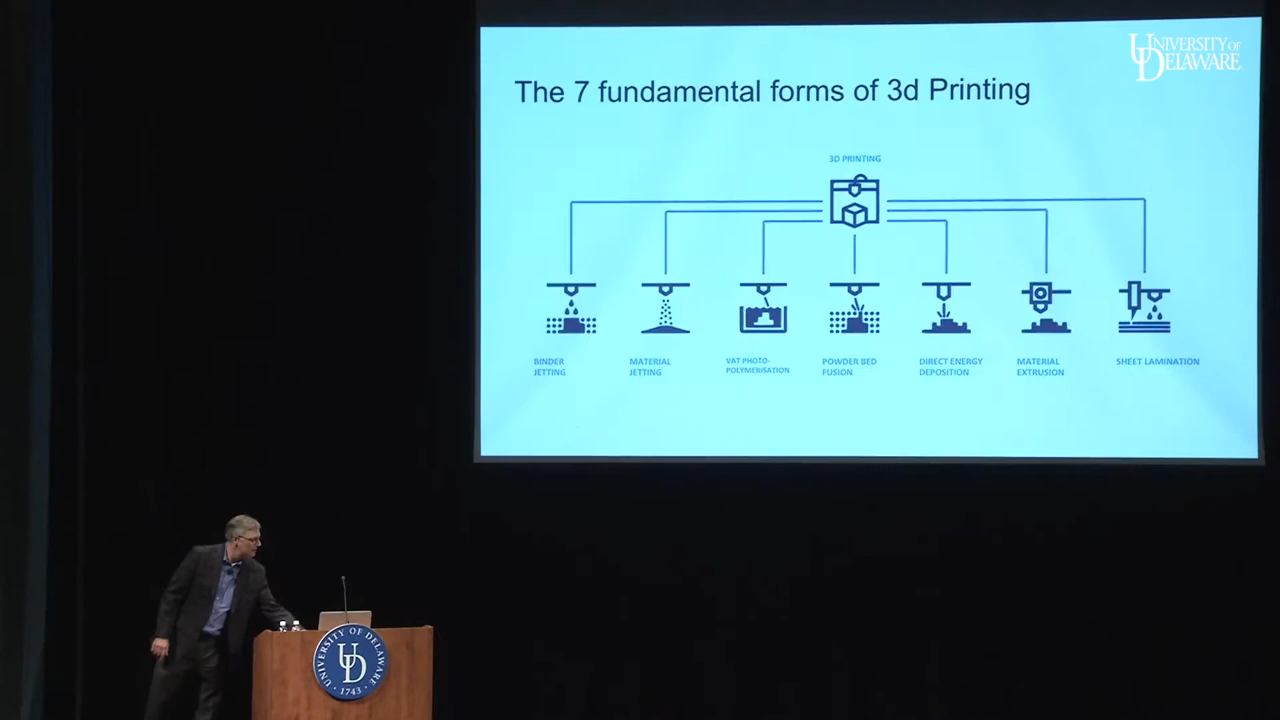 UNIVERSITY OF
DELAWARE
The 7 fundamental forms of 3d Printing
3D PRINTING
BINDER
JETTING
MATERIAL
JETTING
VAT PHOTO-
POLYMERISATION
POWDER BED
FUSION
DIRECT ENERGY
DEPOSITION
MATERIAL
EXTRUSION
SHEET LAMINATION
UNIVERSITY OF DELAWARE
UD
· 1743 ·